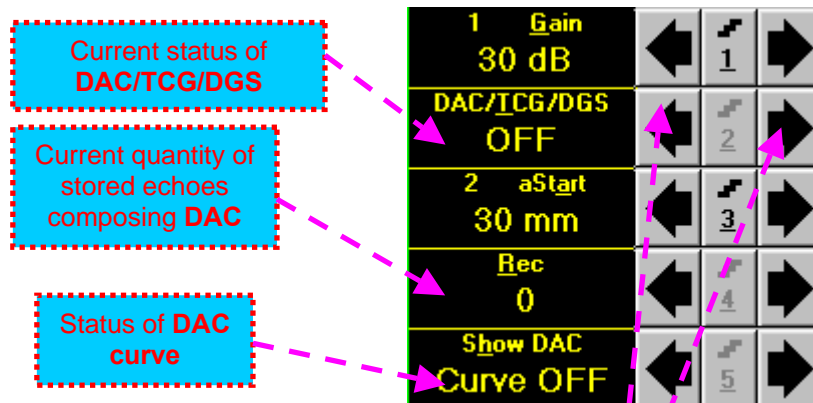 Current status of
DAC/TCG/DGS
Current quantity of
stored echoes
composing DAC
Status of DAC
curve
1 Gain
30 dB
1
DAC/TCG/DGS
OFF
2
2 aStart
30 mm
3
Rec
0
4
Show DAC
Curve OFF
5